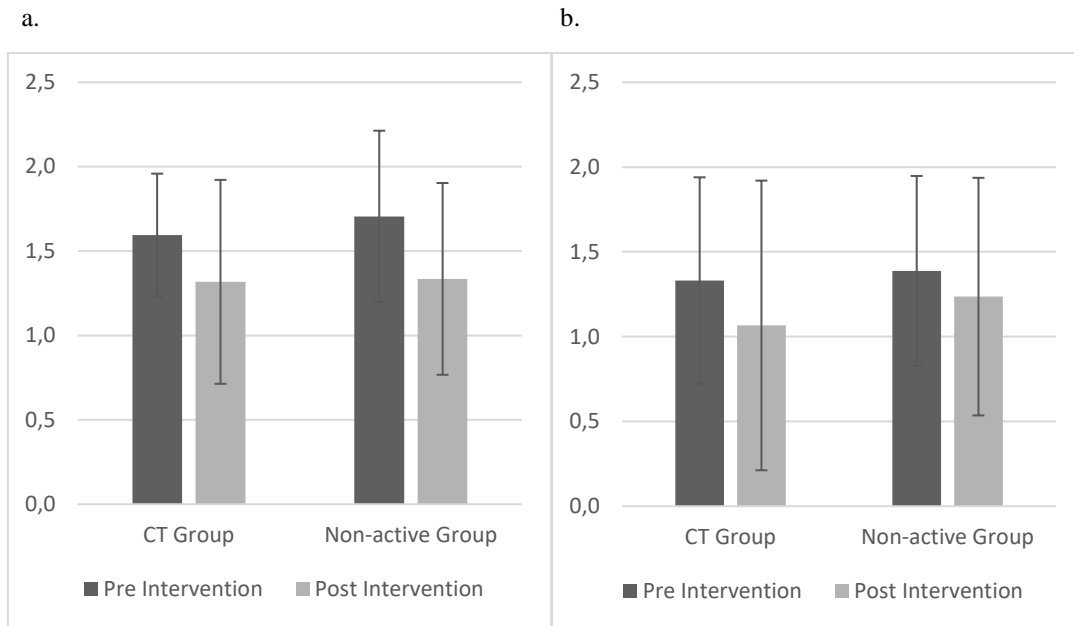 a.
2,5
2,0
1,5
1,0
0,5
0,0
CT Group Non-active Group
Pre Intervention Post Intervention
b.
2,5
2,0
1,5
1,0
0,5
0,0
CT Group Non-active Group
Pre Intervention Post Intervention